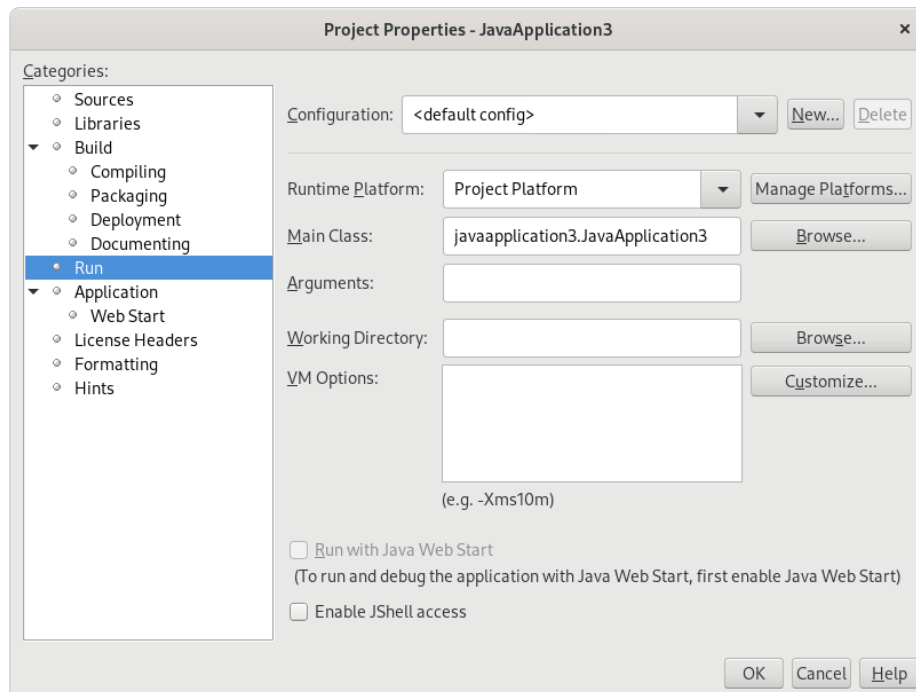 Project Properties - JavaApplication3
Categories:
Sources
Libraries
Build
Compiling
Packaging
Deployment
Documenting
Run
Application
Web Start
License Headers
Formatting
Hints
Configuration: <default config> New... Delete
Runtime Platform: Project Platform Manage Platforms...
Main Class: javaapplication3.JavaApplication3 Browse...
Arguments:
Working Directory: Browse...
VM Options: Customize...
(e.g. -Xms10m)
Run with Java Web Start
(To run and debug the application with Java Web Start, first enable Java Web Start)
Enable JShell access
OK Cancel Help